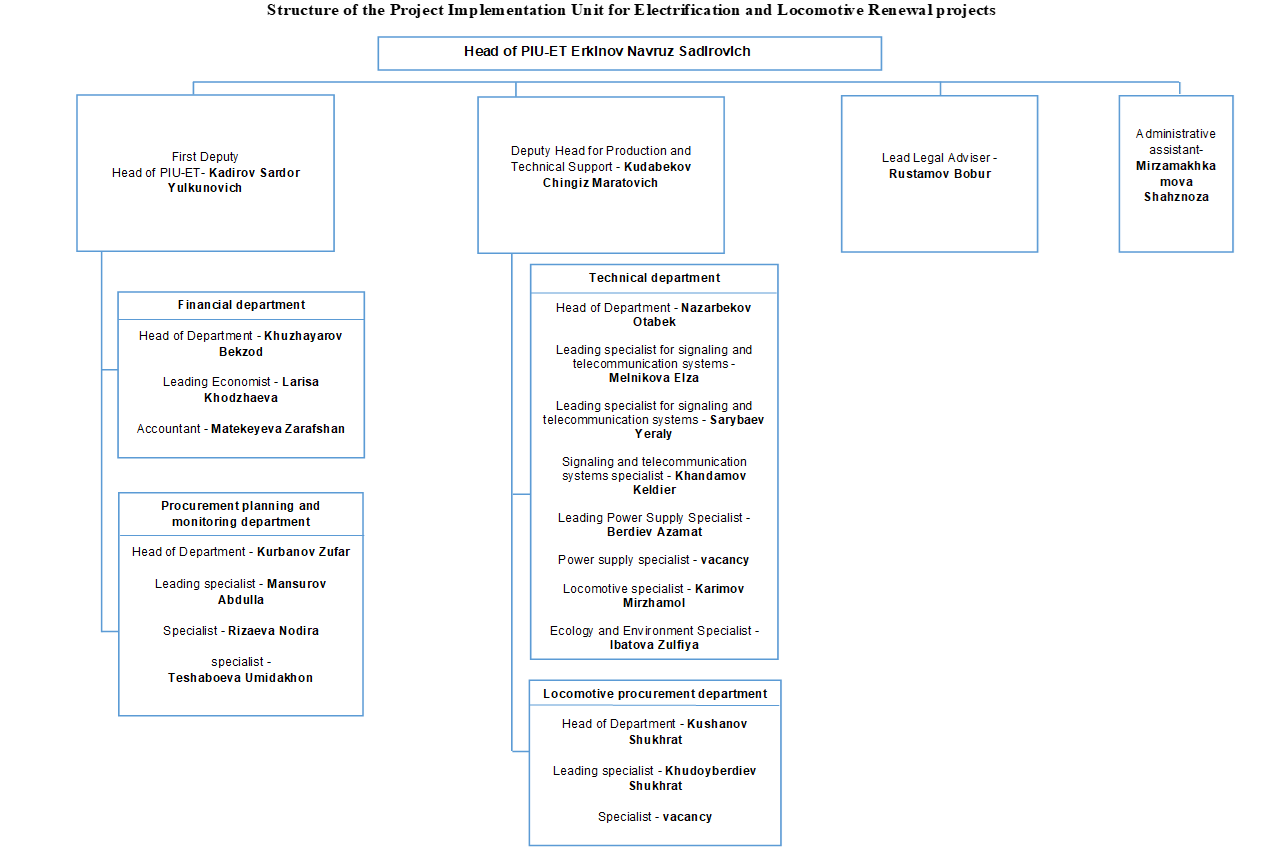 Structure of the Project Implementation Unit for Electrification and Locomotive Renewal projects
Head of PIU-ET Erkinov Navruz Sadirovich
First Deputy
Head of PIU-ET- Kadirov Sardor
Yulkunovich
Deputy Head for Production and
Technical Support - Kudabekov
Chingiz Maratovich
Lead Legal Adviser -
Rustamov Bobur
Administrative
assistant-
Mirzamakhka
mova
Shahznoza
Financial department
Head of Department - Khuzhayarov
Bekzod
Leading Economist - Larisa
Khodzhaeva
Accountant - Matekeyeva Zarafshan
Procurement planning and
monitoring department
Head of Department - Kurbanov Zufar
Leading specialist - Mansurov
Abdulla
Specialist - Rizaeva Nodira
specialist -
Teshaboeva Umidakhon
Technical department
Head of Department - Nazarbekov
Otabek
Leading specialist for signaling and
telecommunication systems -
Melnikova Elza
Leading specialist for signaling and
telecommunication systems - Sarybaev
Yeraly
Signaling and telecommunication
systems specialist - Khandamov
Keldier
Leading Power Supply Specialist -
Berdiev Azamat
Power supply specialist - vacancy
Locomotive specialist - Karimov
Mirzhamol
Ecology and Environment Specialist -
Ibatova Zulfiya
Locomotive procurement department
Head of Department - Kushanov
Shukhrat
Leading specialist - Khudoyberdiev
Shukhrat
Specialist - vacancy